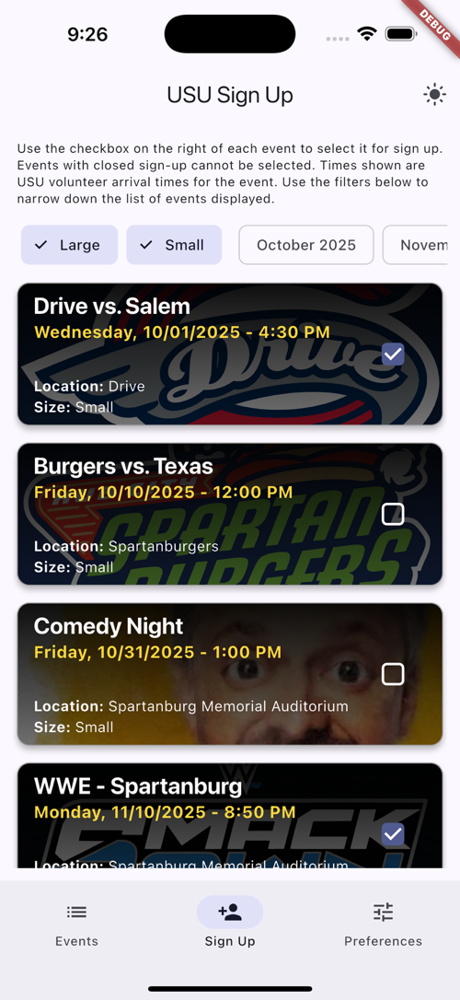 9:26
DEBUG
USU Sign Up
Use the checkbox on the right of each event to select it for sign up.
Events with closed sign-up cannot be selected. Times shown are
USU volunteer arrival times for the event. Use the filters below to
narrow down the list of events displayed.
Large
Small
October 2025
Novem
Drive vs. Salem
Wednesday, 10/01/2025 - 4:30 PM
Drive
Location: Drive
Size: Small
Burgers vs. Texas
Friday, 10/10/2025 - 12:00 PM
SPARTAN
BURGERS
Location: Spartanburgers
Size: Small
Comedy Night
Friday, 10/31/2025 - 1:00 PM
Location: Spartanburg Memorial Auditorium
Size: Small
WWE - Spartanburg
Monday, 11/10/2025 - 8:50 PM
SMACK
Location: Spartanburg Memorial Auditorium
Events
Sign Up
Preferences